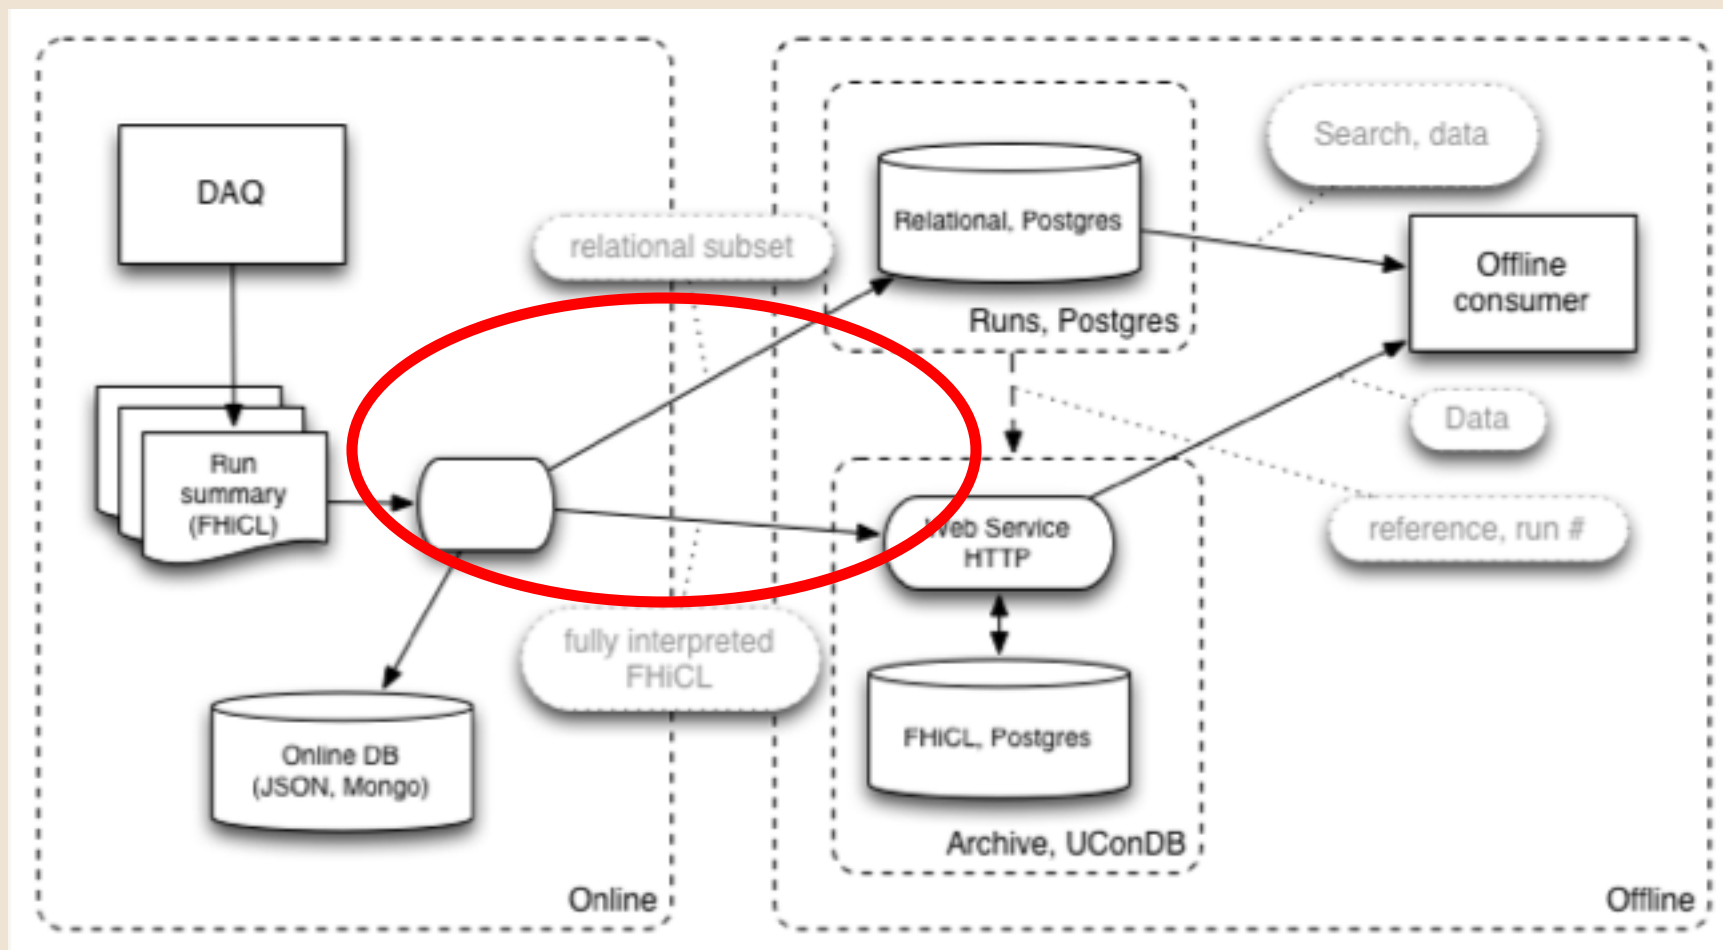 DAQ
Run
summary
(FHiCL)
Online DB
(JSON, Mongo)
Online
relational subset
fully interpreted
FHiCL
Relational, Postgres
Runs, Postgres
Web Service
HTTP
FHiCL, Postgres
Archive, UConDB
Search, data
Offline
consumer
Data
reference, run #
Offline